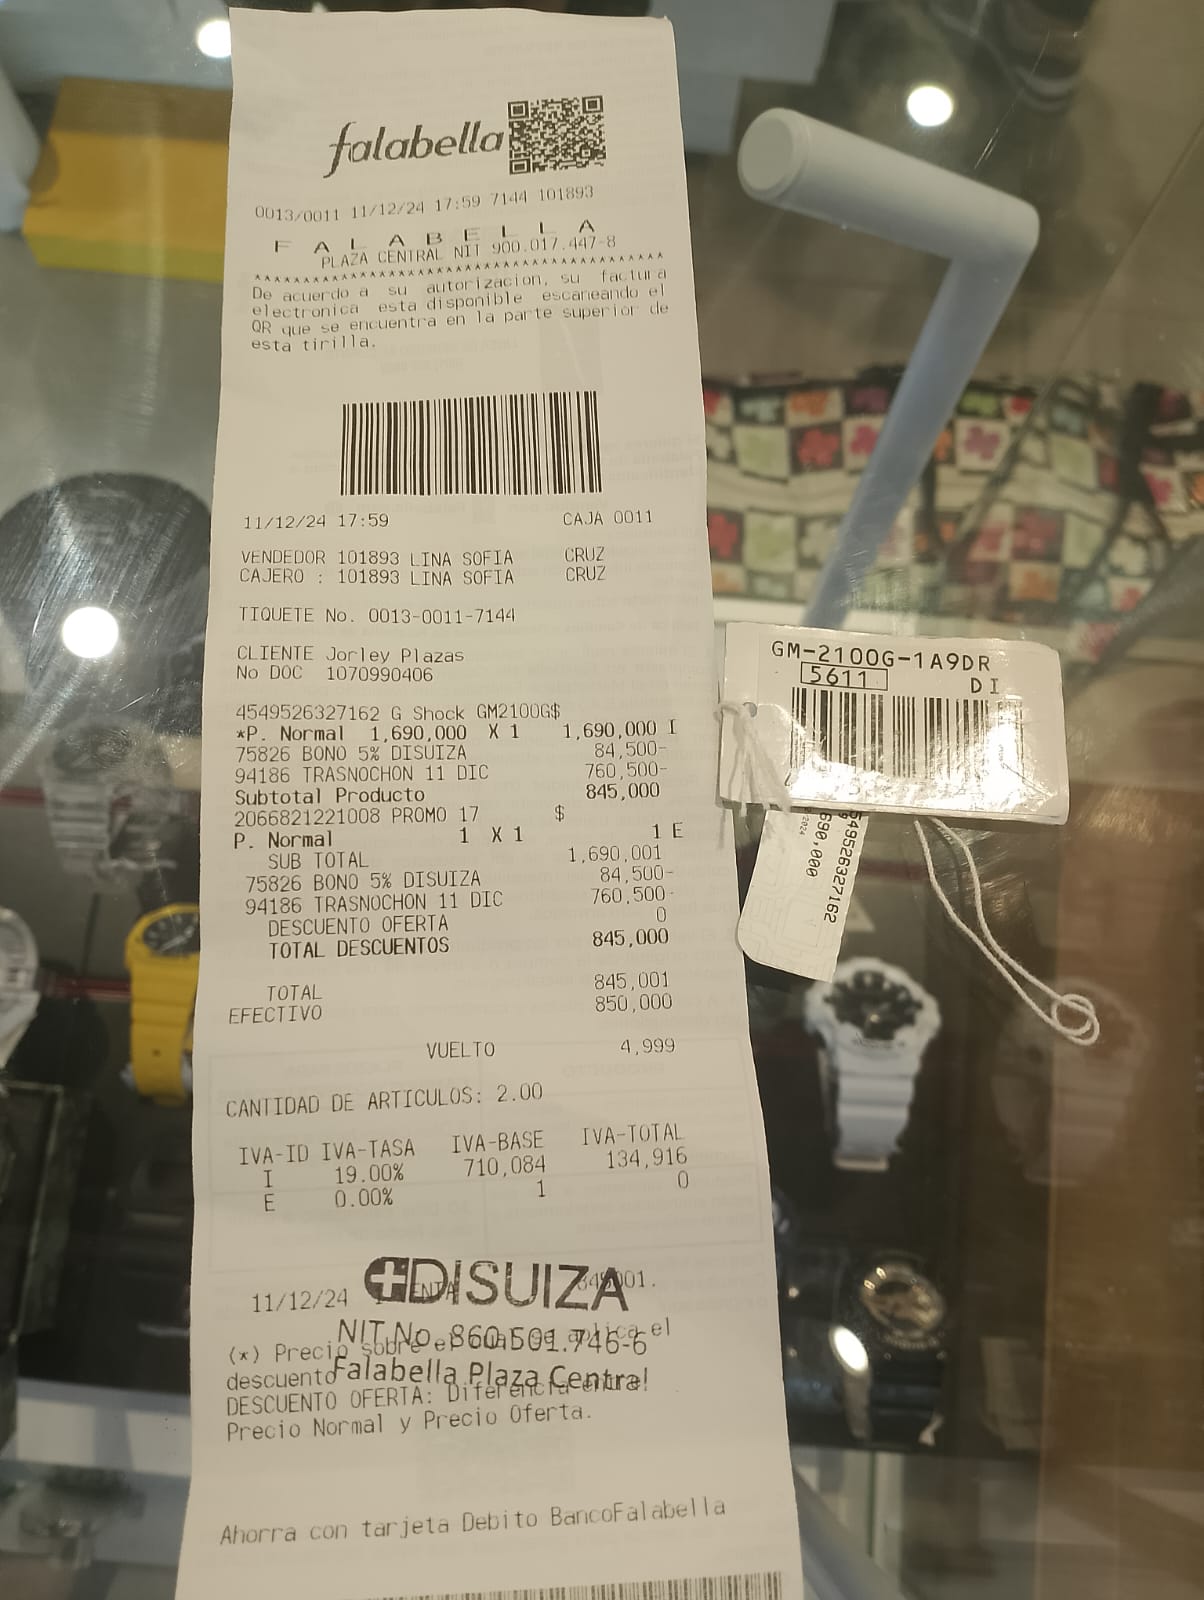 falabella
0013/0011 11/12/24 17:59 7144 101893
F A L A B E L L A
PLAZA CENTRAL NIT 900.017.447-8
De acuerdo a su autorizacion, su factura
electronica esta disponible escaneando el
QR que se encuentra en la parte superior de
esta tirilla.
11/12/24 17:59 CAJA 0011
VENDEDOR 101893 LINA SOFIA CRUZ
CAJERO : 101893 LINA SOFIA CRUZ
TIQUETE No. 0013-0011-7144
CLIENTE Jorley Plazas
No DOC 1070990406
4549526327162 G Shock GM2100G$
*P. Normal 1,690,000 X 1 1,690,000 I
75826 BONO 5% DISUIZA 84,500-
94186 TRASNOCHON 11 DIC 760,500-
Subtotal Producto 845,000
2066821221008 PROMO 17 $
P. Normal 1 X 1 1 E
SUB TOTAL 1,690,001
75826 BONO 5% DISUIZA 84,500-
94186 TRASNOCHON 11 DIC 760,500-
DESCUENTO OFERTA 0
TOTAL DESCUENTOS 845,000
TOTAL 845,001
EFECTIVO 850,000
VUELTO 4,999
CANTIDAD DE ARTICULOS: 2.00
IVA-ID IVA-TASA IVA-BASE IVA-TOTAL
I 19.00% 710,084 134,916
E 0.00% 1 0
DISUIZA
11/12/24
NIT.No. 860.501.746-6
(*) Precio sobre el
Falabella Plaza Central
descuento
DESCUENTO OFERTA: Diferencia entre
Precio Normal y Precio Oferta.
Ahorra con tarjeta Debito BancoFalabella
GM-2100G-1A9DR
5611
DI
549526327162
690,000
2024